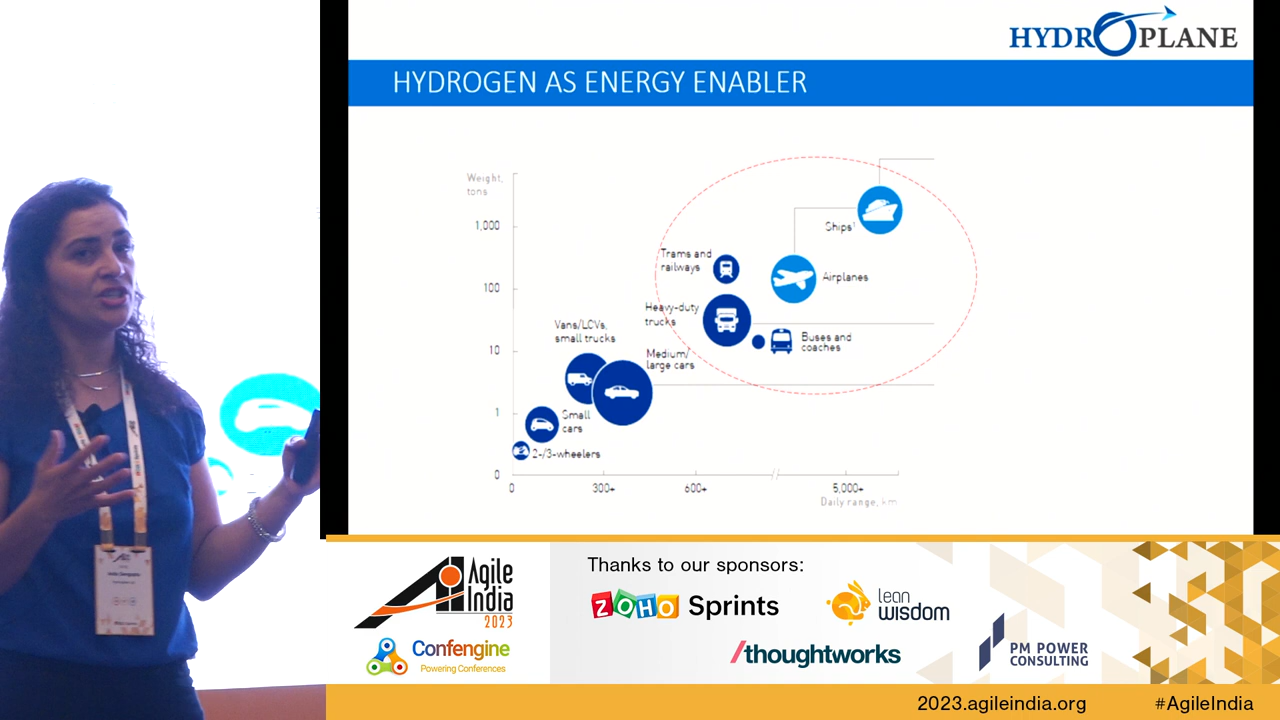 HYDROPLANE
HYDROGEN AS ENERGY ENABLER
Weight,
tons
1,000
100
10
1
0
0
300+
600+
5,000+
Daily range, km
Ships¹
Trams and
railways
Airplanes
Heavy-duty
trucks
Buses and
coaches
Vans/LCVs,
small trucks
Medium/
large cars
Small
cars
2-/3-wheelers
Agile
India
2023
Confengine
Powering Conferences
Thanks to our sponsors:
ZOHO Sprints
lean
wisdom
/thoughtworks
PM POWER
CONSULTING
2023.agileindia.org
#AgileIndia